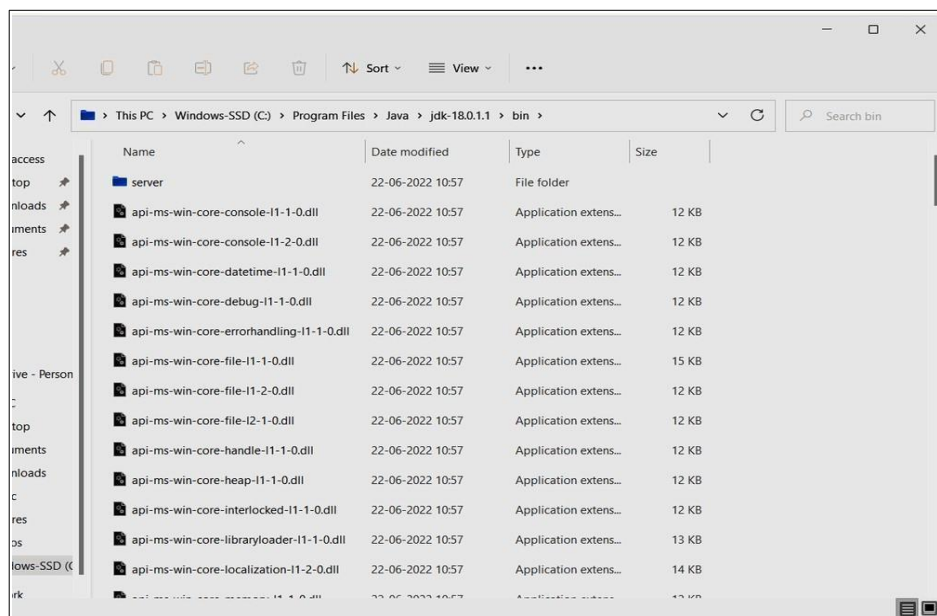 Sort View ...
This PC > Windows-SSD (C:) > Program Files > Java > jdk-18.0.1.1 > bin > Search bin
Name Date modified Type Size
access
server 22-06-2022 10:57 File folder
top
nloads api-ms-win-core-console-l1-1-0.dll 22-06-2022 10:57 Application extens... 12 KB
uments
api-ms-win-core-console-l1-2-0.dll 22-06-2022 10:57 Application extens... 12 KB
res
api-ms-win-core-datetime-l1-1-0.dll 22-06-2022 10:57 Application extens... 12 KB
api-ms-win-core-debug-l1-1-0.dll 22-06-2022 10:57 Application extens... 12 KB
api-ms-win-core-errorhandling-l1-1-0.dll 22-06-2022 10:57 Application extens... 12 KB
api-ms-win-core-file-l1-1-0.dll 22-06-2022 10:57 Application extens... 15 KB
ive - Person
api-ms-win-core-file-l1-2-0.dll 22-06-2022 10:57 Application extens... 12 KB
api-ms-win-core-file-l2-1-0.dll 22-06-2022 10:57 Application extens... 12 KB
top
uments api-ms-win-core-handle-l1-1-0.dll 22-06-2022 10:57 Application extens... 12 KB
nloads api-ms-win-core-heap-l1-1-0.dll 22-06-2022 10:57 Application extens... 12 KB
c
api-ms-win-core-interlocked-l1-1-0.dll 22-06-2022 10:57 Application extens... 12 KB
res
os api-ms-win-core-libraryloader-l1-1-0.dll 22-06-2022 10:57 Application extens... 13 KB
lows-SSD (C api-ms-win-core-localization-l1-2-0.dll 22-06-2022 10:57 Application extens... 14 KB
rk